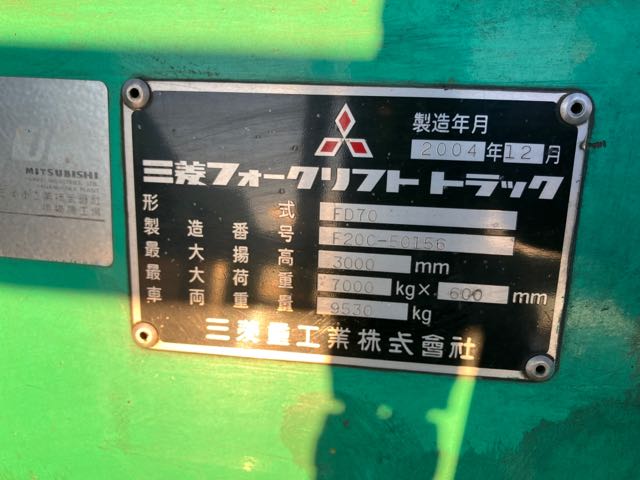 MITSUBISHI
製造年月
2004年12月
三菱フォークリフトトラック
形式 FD70
製造番号 F20C-50156
最大揚高 3000 mm
最大荷重 7000 kg× 600 mm
車両重量 9530 kg
三菱重工業株式會社